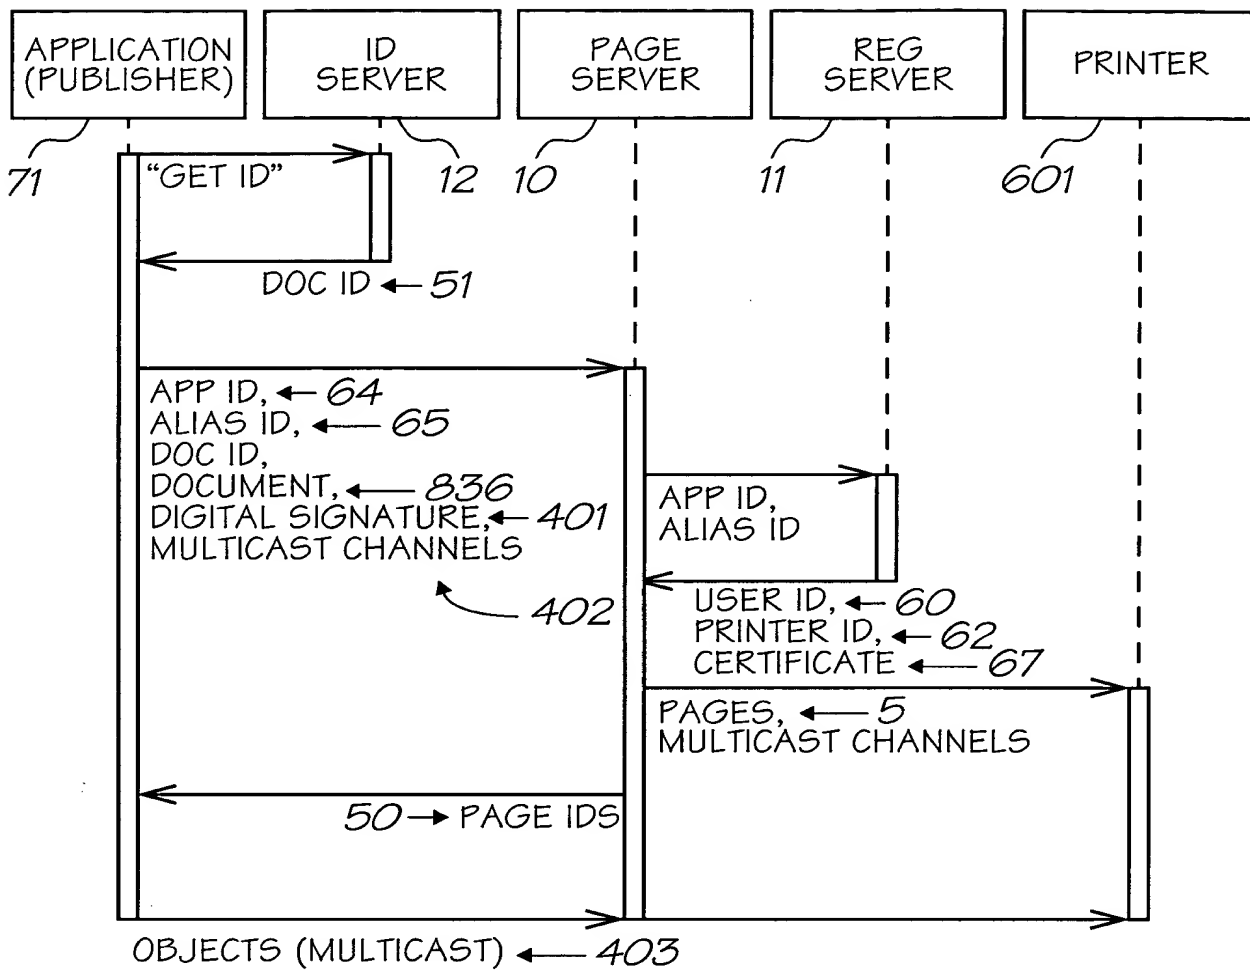 APPLICATION
(PUBLISHER)
ID
SERVER
PAGE
SERVER
REG
SERVER
PRINTER
71
12
10
11
601
“GET ID”
DOC ID 51
APP ID, 64
ALIAS ID, 65
DOC ID,
DOCUMENT, 836
DIGITAL SIGNATURE, 401
MULTICAST CHANNELS
402
APP ID,
ALIAS ID
USER ID, 60
PRINTER ID, 62
CERTIFICATE 67
PAGES, 5
MULTICAST CHANNELS
50 PAGE IDS
OBJECTS (MULTICAST) 403